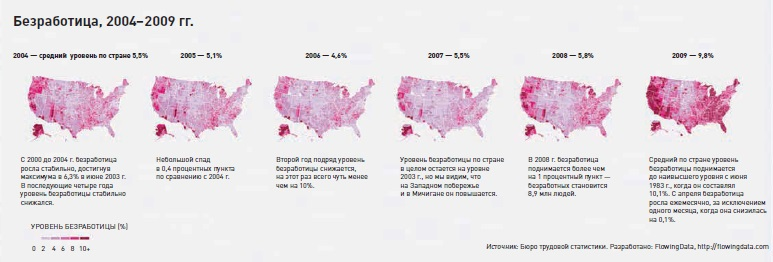 Безработица, 2004–2009 гг.
2004 — средний уровень по стране 5,5%
2005 — 5,1%
2006 — 4,6%
2007 — 5,5%
2008 — 5,8%
2009 — 9,8%
С 2000 до 2004 г. безработица
росла стабильно, достигнув
максимума в 6,3% в июне 2003 г.
В последующие четыре года
уровень безработицы стабильно
снижался.
Небольшой спад
в 0,4 процентных пункта
по сравнению с 2004 г.
Второй год подряд уровень
безработицы снижается,
на этот раз всего чуть менее
чем на 10%.
Уровень безработицы по стране
в целом остается на уровне
2003 г., но мы видим, что
на Западном побережье
и в Мичигане он повышается.
В 2008 г. безработица
поднимается более чем
на 1 процентный пункт —
безработных становится
8,9 млн людей.
Средний по стране уровень
безработицы поднимается
до наивысшего уровня с июня
1983 г., когда он составлял
10,1%. С апреля безработица
росла ежемесячно, за исключением
одного месяца, когда она снизилась
на 0,1%.
УРОВЕНЬ БЕЗРАБОТИЦЫ (%)
0 2 4 6 8 10+
Источник: Бюро трудовой статистики. Разработано: FlowingData, http://flowingdata.com